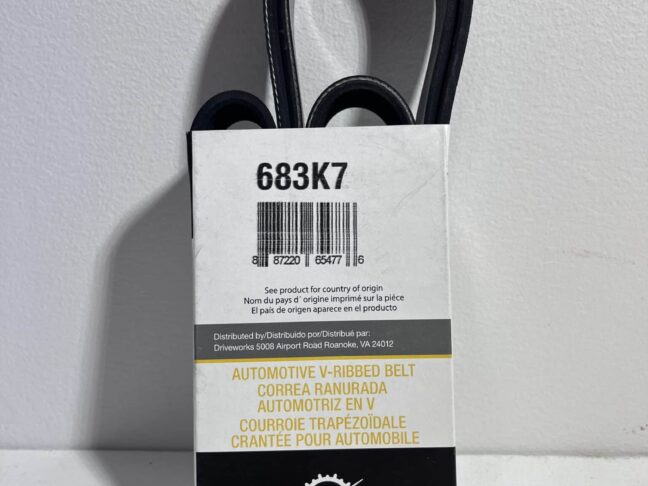 683K7
8 87220 65477 6
See product for country of origin
Nom du pays d' origine imprimé sur la pièce
El país de origen aparece en el producto
Distributed by/Distribuido por/Distribué par:
Driveworks 5008 Airport Road Roanoke, VA 24012
AUTOMOTIVE V-RIBBED BELT
CORREA RANURADA
AUTOMOTRIZ EN V
COURROIE TRAPÉZOÏDALE
CRANTÉE POUR AUTOMOBILE